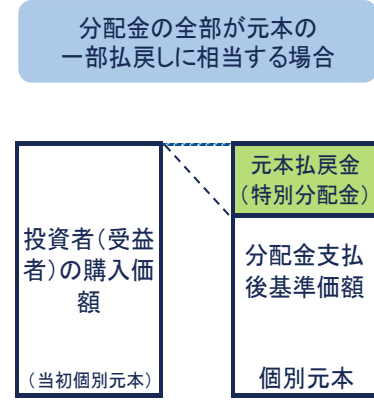 分配金の全部が元本の
一部払戻しに相当する場合
元本払戻金
(特別分配金)
投資者(受益
者)の購入価
額
(当初個別元本)
分配金支払
後基準価額
個別元本